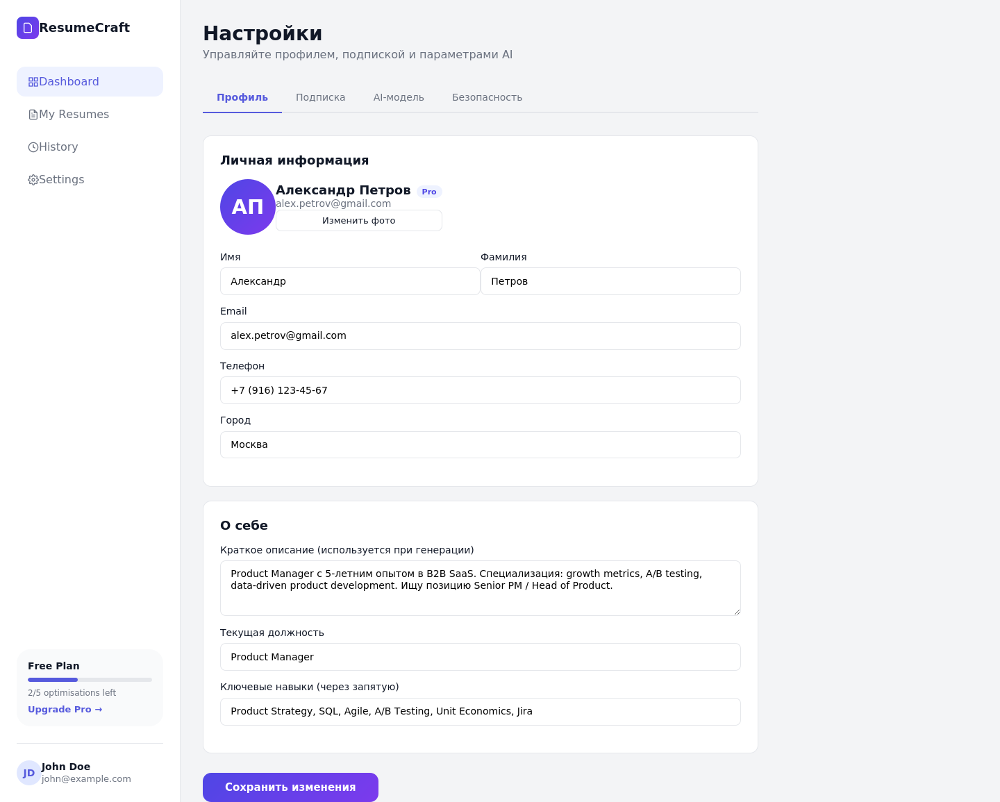 ResumeCraft
Dashboard
My Resumes
History
Settings
Free Plan
2/5 optimisations left
Upgrade Pro →
JD
John Doe
john@example.com
Настройки
Управляйте профилем, подпиской и параметрами AI
Профиль
Подписка
AI-модель
Безопасность
Личная информация
АП
Александр Петров Pro
alex.petrov@gmail.com
Изменить фото
Имя
Александр
Фамилия
Петров
Email
alex.petrov@gmail.com
Телефон
+7 (916) 123-45-67
Город
Москва
О себе
Краткое описание (используется при генерации)
Product Manager с 5-летним опытом в B2B SaaS. Специализация: growth metrics, A/B testing,
data-driven product development. Ищу позицию Senior PM / Head of Product.
Текущая должность
Product Manager
Ключевые навыки (через запятую)
Product Strategy, SQL, Agile, A/B Testing, Unit Economics, Jira
Сохранить изменения